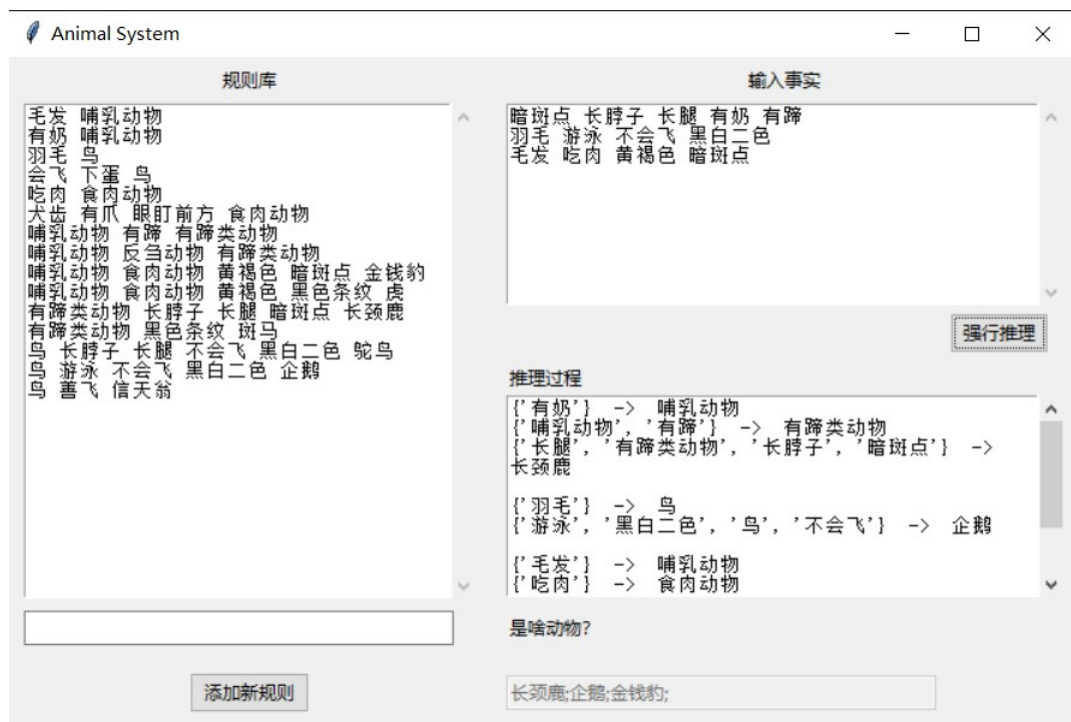 Animal System
规则库
毛发 哺乳动物
有奶 哺乳动物
羽毛 鸟
会飞 下蛋 鸟
吃肉 食肉动物
犬齿 有爪 眼盯前方 食肉动物
哺乳动物 有蹄 有蹄类动物
哺乳动物 反刍动物 有蹄类动物
哺乳动物 食肉动物 黄褐色 暗斑点 金钱豹
哺乳动物 食肉动物 黄褐色 黑色条纹 虎
有蹄类动物 长脖子 长腿 暗斑点 长颈鹿
有蹄类动物 黑色条纹 斑马
鸟 长脖子 长腿 不会飞 黑白二色 鸵鸟
鸟 游泳 不会飞 黑白二色 企鹅
鸟 善飞 信天翁
添加新规则
输入事实
暗斑点 长脖子 长腿 有奶 有蹄
羽毛 游泳 不会飞 黑白二色
毛发 吃肉 黄褐色 暗斑点
强行推理
推理过程
{'有奶'} -> 哺乳动物
{'哺乳动物', '有蹄'} -> 有蹄类动物
{'长腿', '有蹄类动物', '长脖子', '暗斑点'} ->
长颈鹿
{'羽毛'} -> 鸟
{'游泳', '黑白二色', '鸟', '不会飞'} -> 企鹅
{'毛发'} -> 哺乳动物
{'吃肉'} -> 食肉动物
是啥动物?
长颈鹿;企鹅;金钱豹;